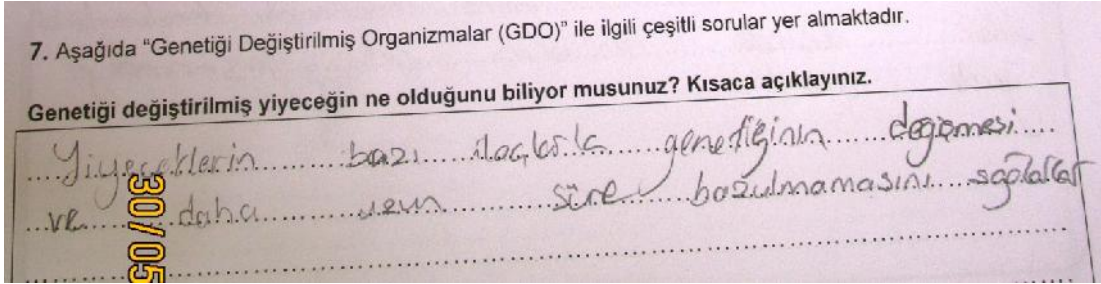 7. Aşağıda “Genetiği Değiştirilmiş Organizmalar (GDO)” ile ilgili çeşitli sorular yer almaktadır.
Genetiği değiştirilmiş yiyeceğin ne olduğunu biliyor musunuz? Kısaca açıklayınız.
Yiyeceklerin bazı ilaçlarla genetiğinin değişmesi
ve daha uzun süre bozulmamasını sağlarlar
30/05